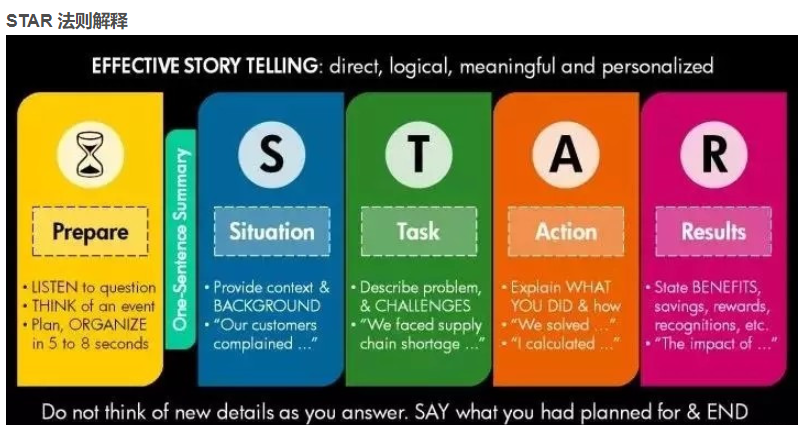 STAR 法则解释
EFFECTIVE STORY TELLING: direct, logical, meaningful and personalized
Prepare
• LISTEN to question
• THINK of an event
• Plan, ORGANIZE
in 5 to 8 seconds
One-Sentence Summary
S
Situation
• Provide context &
BACKGROUND
• “Our customers
complained ...”
T
Task
• Describe problem,
& CHALLENGES
• “We faced supply
chain shortage ...”
A
Action
• Explain WHAT
YOU DID & how
• “We solved ...”
• “I calculated ...”
R
Results
• State BENEFITS,
savings, rewards,
recognitions, etc.
• “The impact of ...”
Do not think of new details as you answer. SAY what you had planned for & END